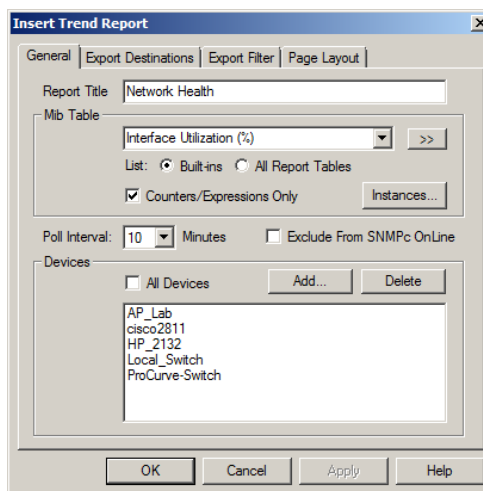 Insert Trend Report
General Export Destinations Export Filter Page Layout
Report Title Network Health
Mib Table
Interface Utilization (%) >>
List: Built-ins All Report Tables
Counters/Expressions Only Instances...
Poll Interval: 10 Minutes Exclude From SNMPc OnLine
Devices
All Devices Add... Delete
AP_Lab
cisco2811
HP_2132
Local_Switch
ProCurve-Switch
OK Cancel Apply Help